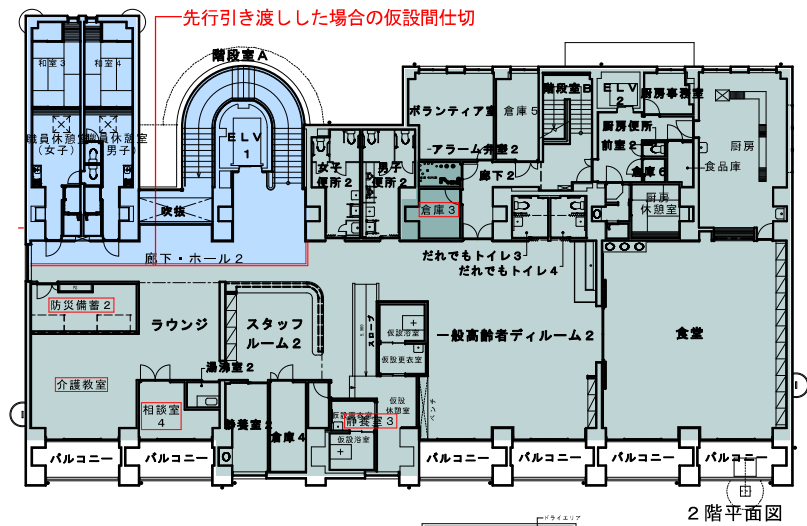 先行引き渡しした場合の仮設間仕切
和室3
和室4
階段室A
ELV
1
職員休憩室
(女子)
職員休憩室
男子)
吹抜
女子
便所2
男子
便所2
ボランティア室
倉庫5
階段室B
ELV
2
厨房事務室
アラーム弁室2
廊下2
厨房便所
前室2
倉庫6
厨房
食品庫
厨房
休憩室
倉庫3
廊下・ホール2
だれでもトイレ3
だれでもトイレ4
防災備蓄2
ラウンジ
スタッフ
ルーム2
スロープ
仮設浴室
仮設更衣室
一般高齢者ディルーム2
食堂
湯沸室2
介護教室
相談室
4
静養室2
倉庫4
仮設更衣室
静養室3
仮設浴室
仮設
休憩室
ベンチ
バルコニー
バルコニー
バルコニー
バルコニー
バルコニー
バルコニー
2階平面図
ドライエリア